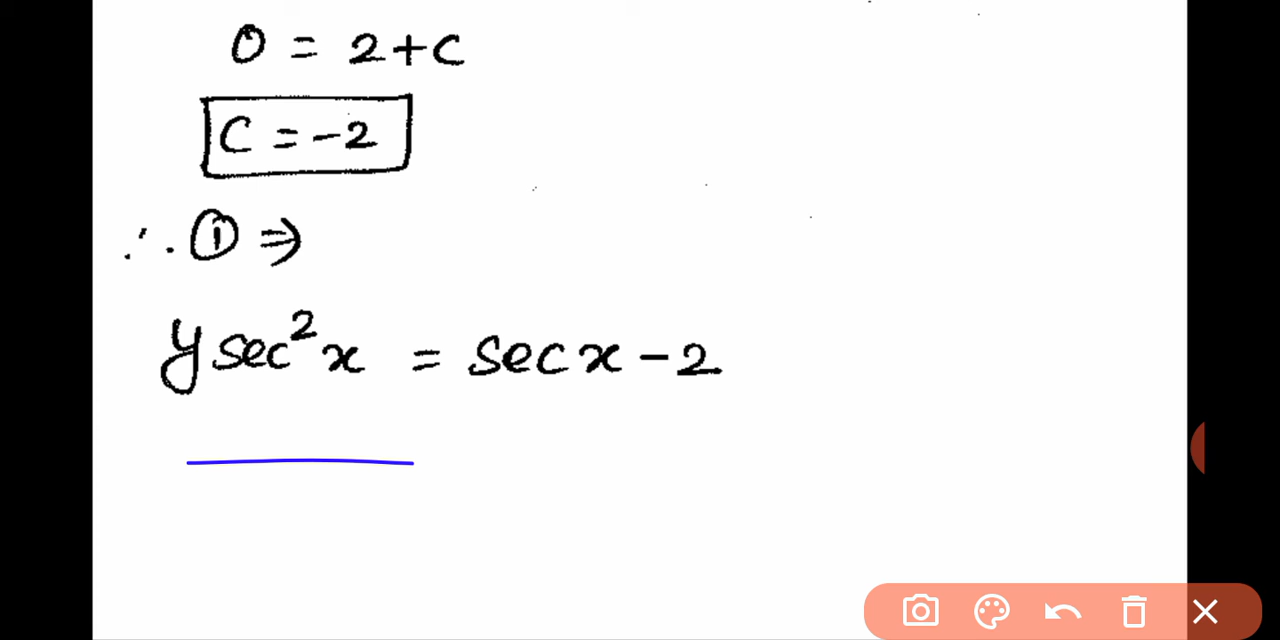 0 = 2+C
C = -2
∴ ① ⇒
y sec²x = sec x - 2